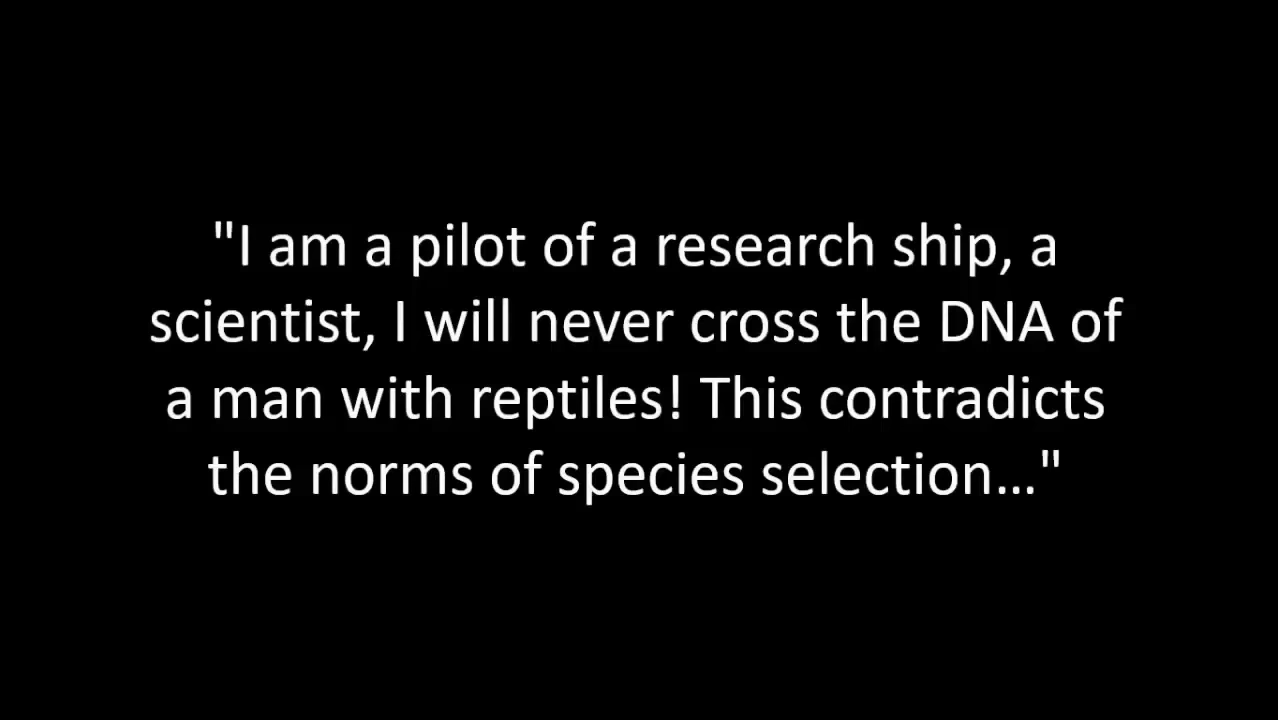 "I am a pilot of a research ship, a
scientist, I will never cross the DNA of
a man with reptiles! This contradicts
the norms of species selection…"